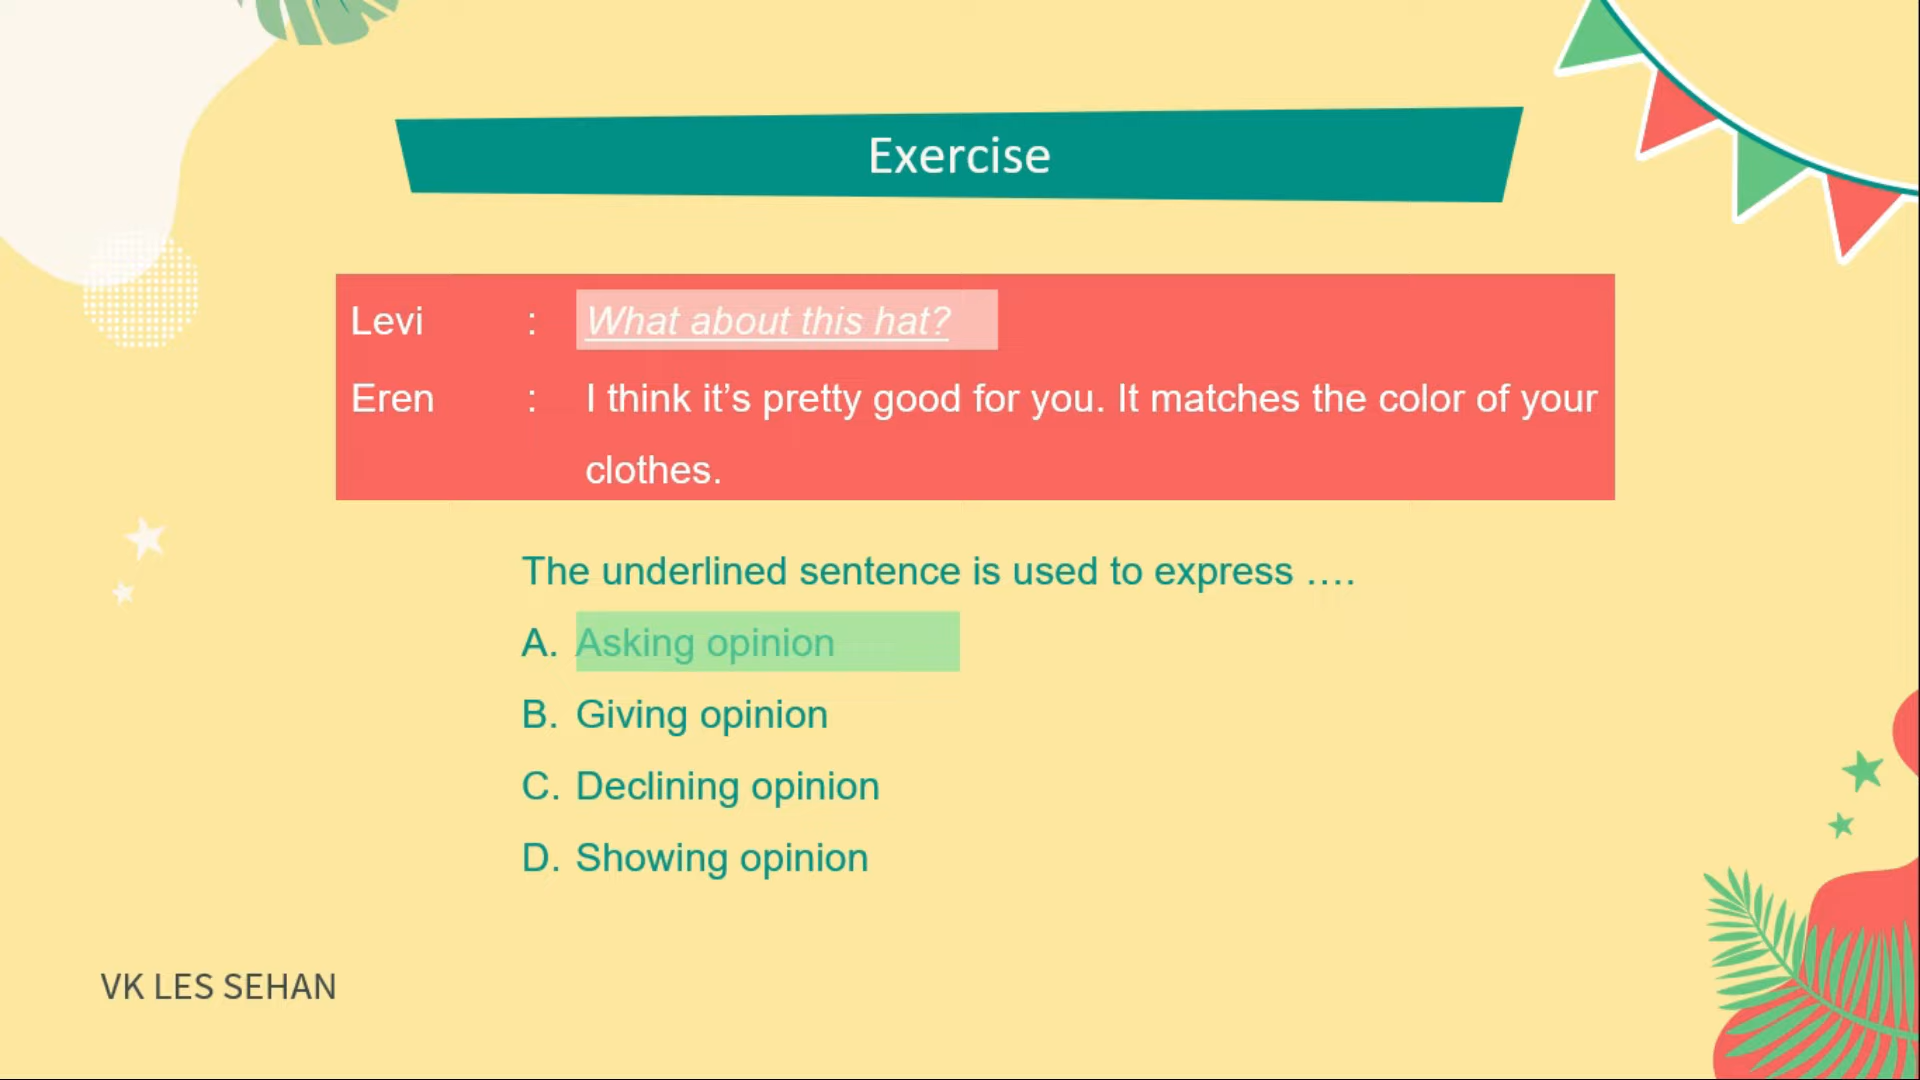 Exercise
Levi : What about this hat?
Eren : I think it’s pretty good for you. It matches the color of your
clothes.
The underlined sentence is used to express ….
A. Asking opinion
B. Giving opinion
C. Declining opinion
D. Showing opinion
VK LES SEHAN